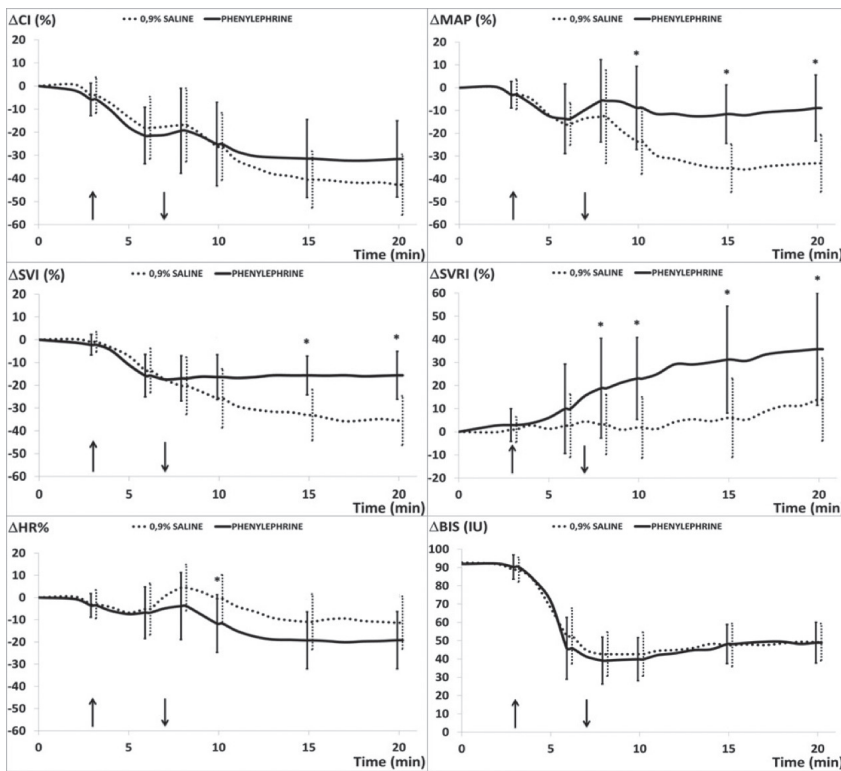 ΔCI (%)
0,9% SALINE PHENYLEPHRINE
20
10
0
-10
-20
-30
-40
-50
-60
0 5 10 15 20
Time (min)
ΔMAP (%)
0,9% SALINE PHENYLEPHRINE
20
10
0
-10
-20
-30
-40
-50
-60
* * *
0 5 10 15 20
Time (min)
ΔSVI (%)
0,9% SALINE PHENYLEPHRINE
20
10
0
-10
-20
-30
-40
-50
-60
* *
0 5 10 15 20
Time (min)
ΔSVRI (%)
0,9% SALINE PHENYLEPHRINE
60
50
40
30
20
10
0
-10
-20
* * * *
0 5 10 15 20
Time (min)
ΔHR%
0,9% SALINE PHENYLEPHRINE
20
10
0
-10
-20
-30
-40
-50
-60
*
0 5 10 15 20
Time (min)
ΔBIS (IU)
0,9% SALINE PHENYLEPHRINE
100
90
80
70
60
50
40
30
20
10
0
0 5 10 15 20
Time (min)